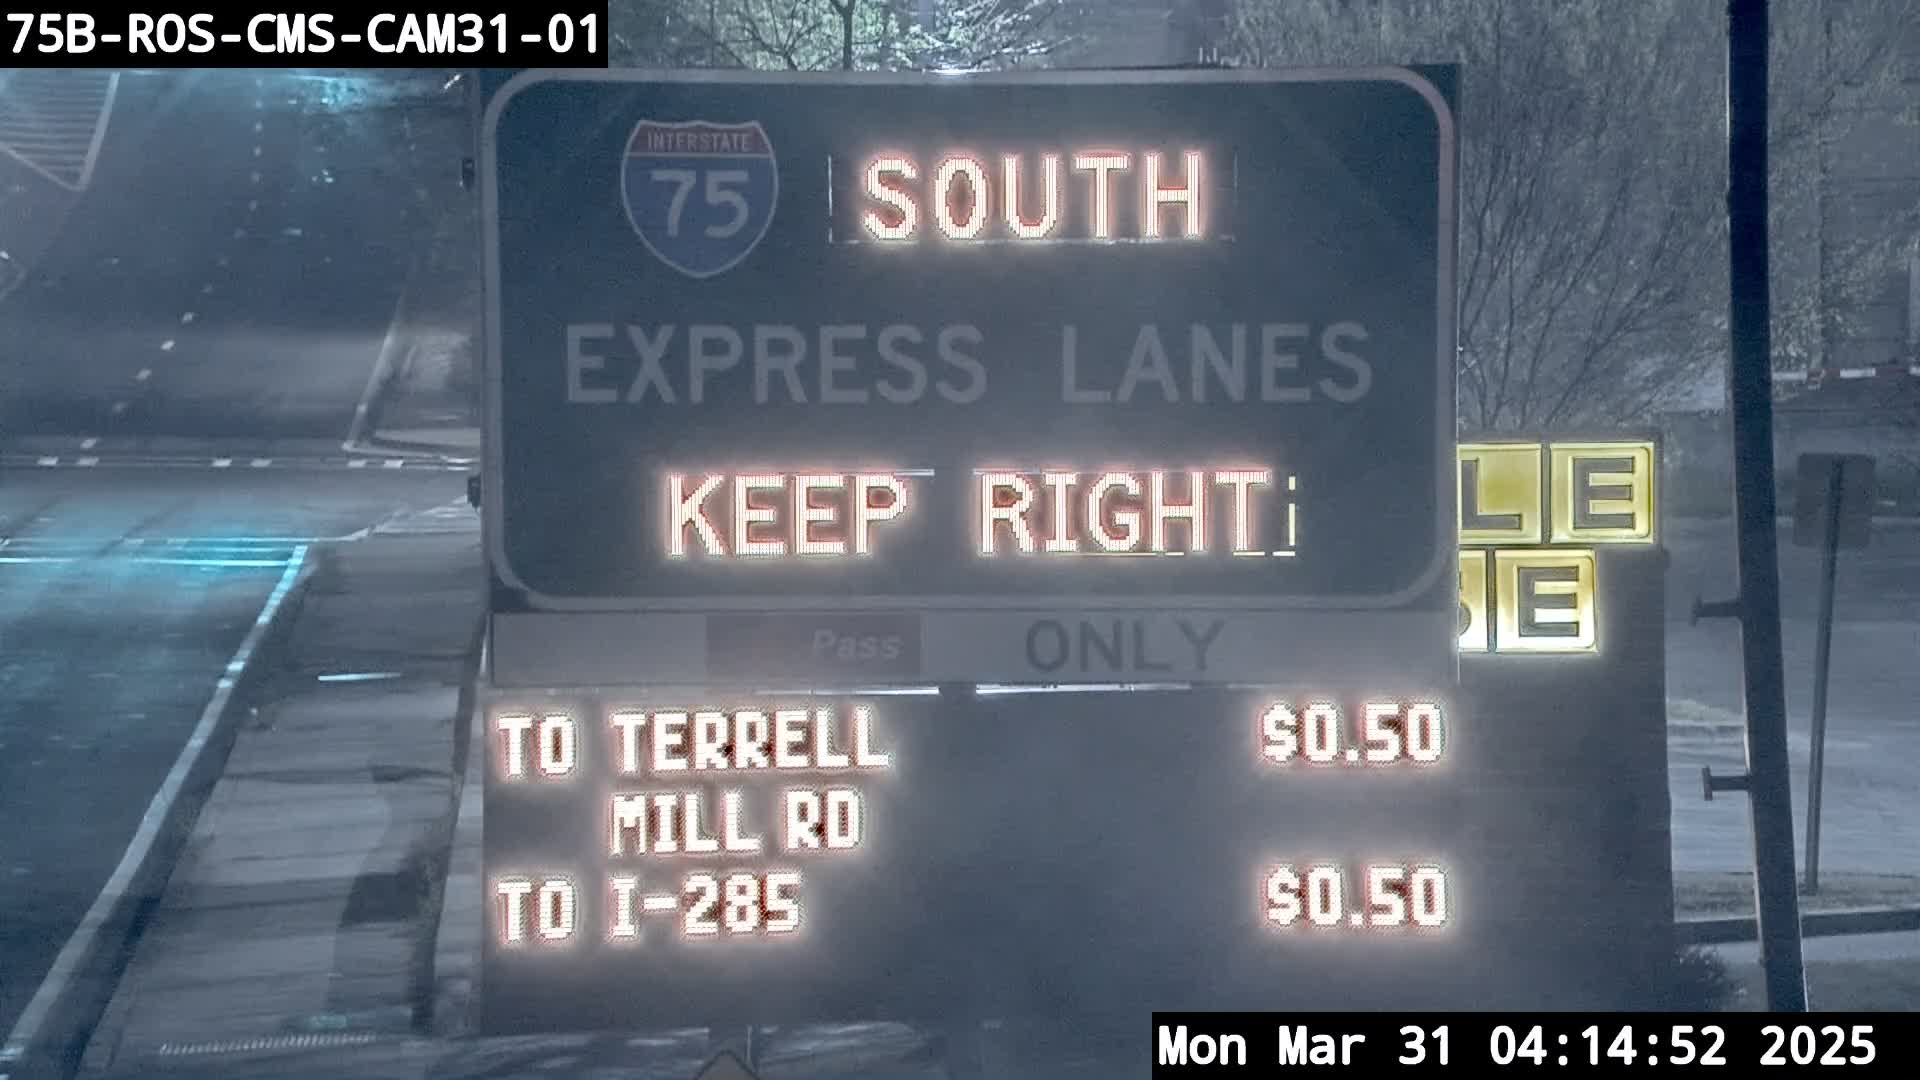 75B-ROS-CMS-CAM31-01
INTERSTATE
75
SOUTH
EXPRESS LANES
KEEP RIGHT
Pass ONLY
TO TERRELL $0.50
MILL RD
TO I-285 $0.50
LE
E
Mon Mar 31 04:14:52 2025